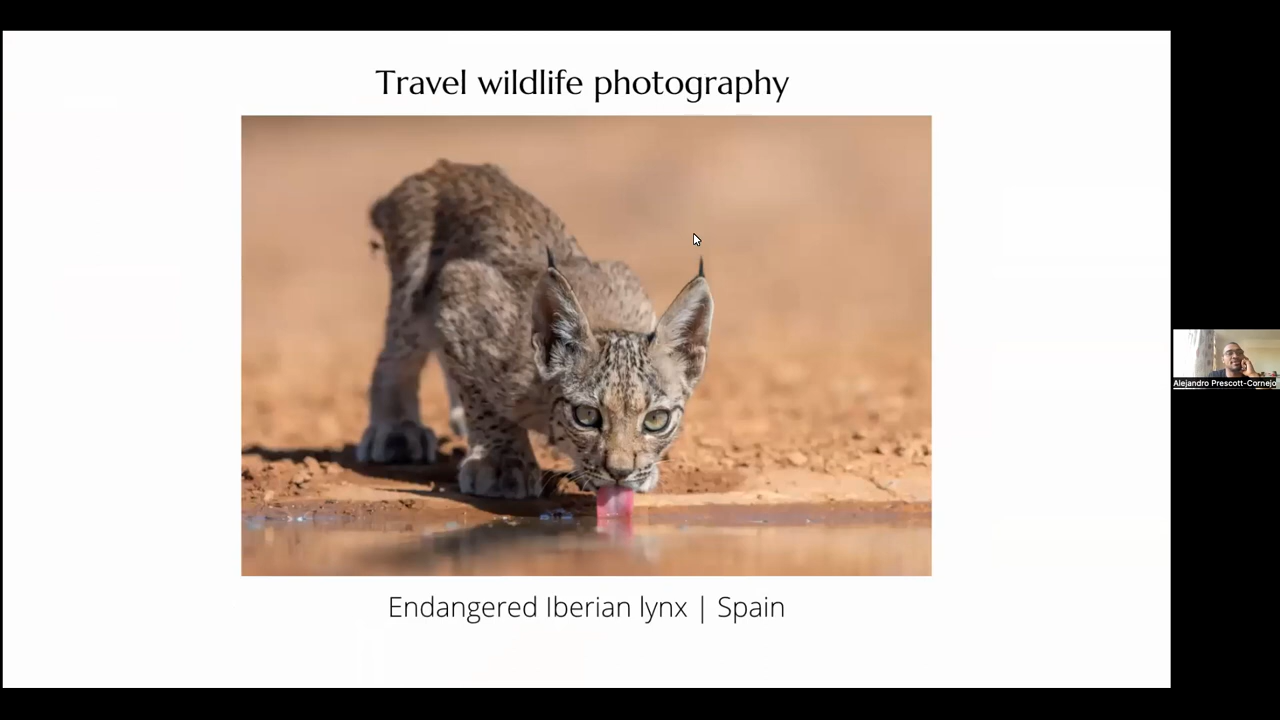 Travel wildlife photography
Endangered Iberian lynx | Spain
Alejandro Prescott-Cornejo